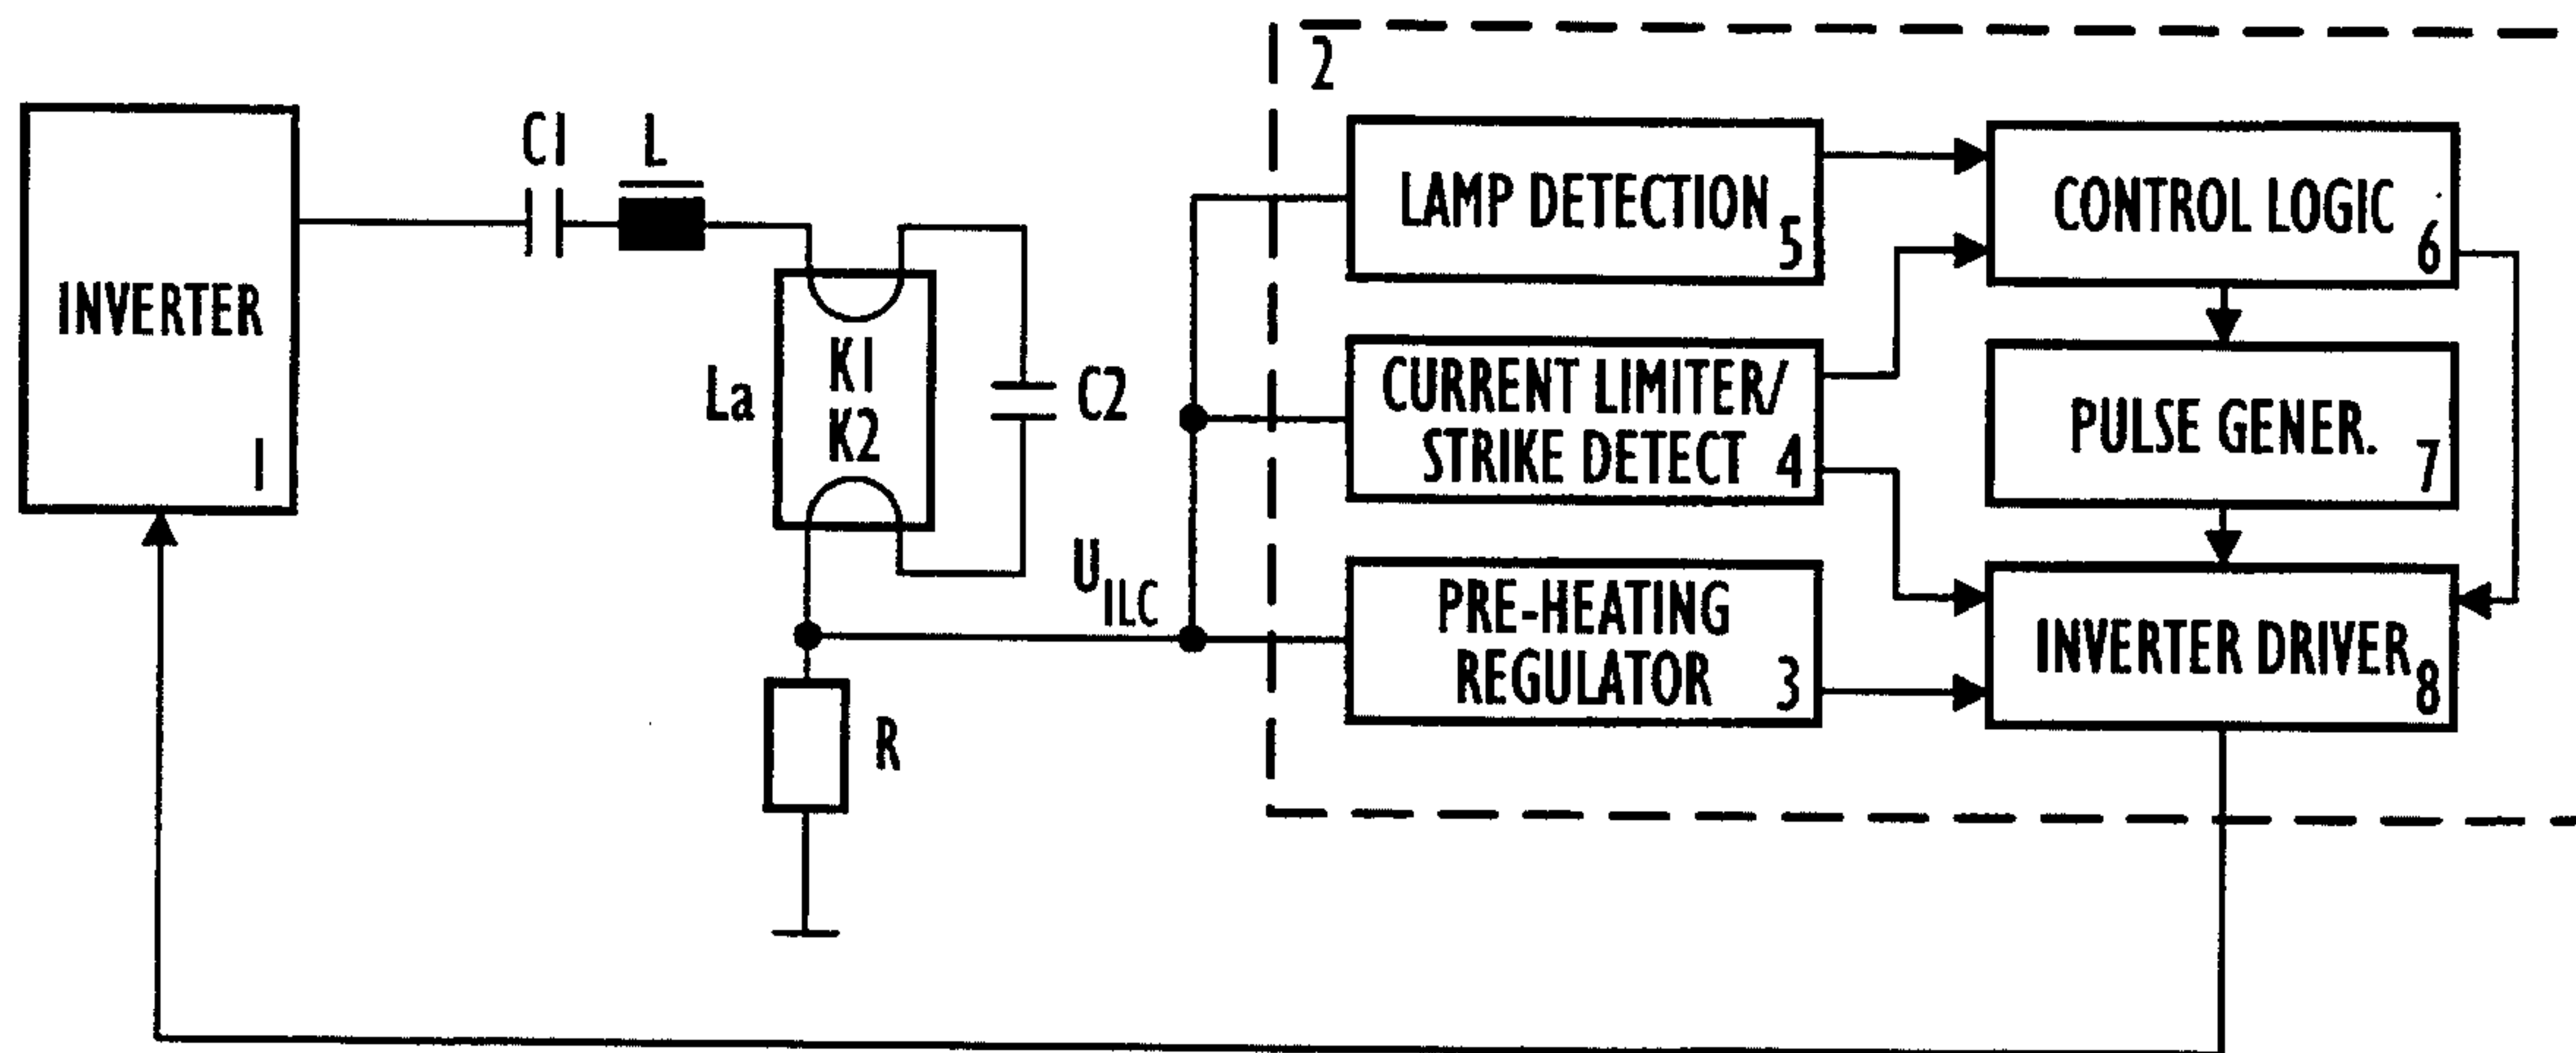 INVERTER
1
C1
L
La
K1
K2
C2
R
U ILC
2
LAMP DETECTION
5
CURRENT LIMITER/
STRIKE DETECT 4
PRE-HEATING
REGULATOR 3
CONTROL LOGIC
6
PULSE GENER.
7
INVERTER DRIVER
8